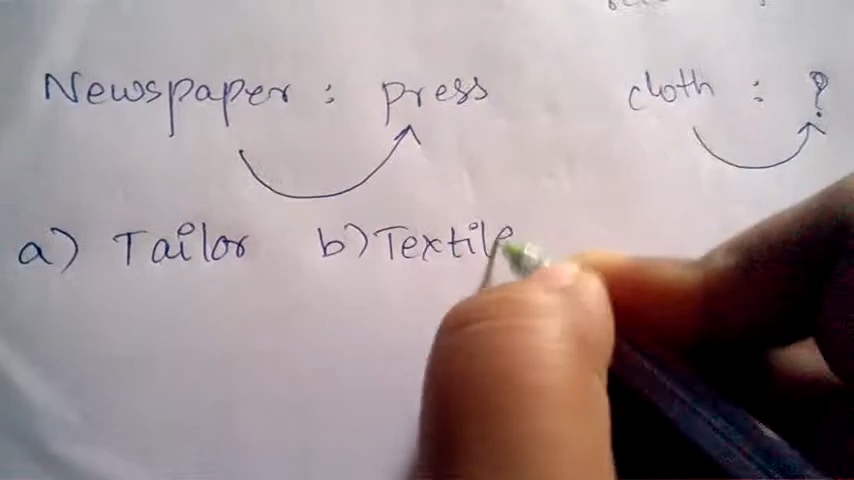 Newspaper : press cloth : ?
a) Tailor b) Textile